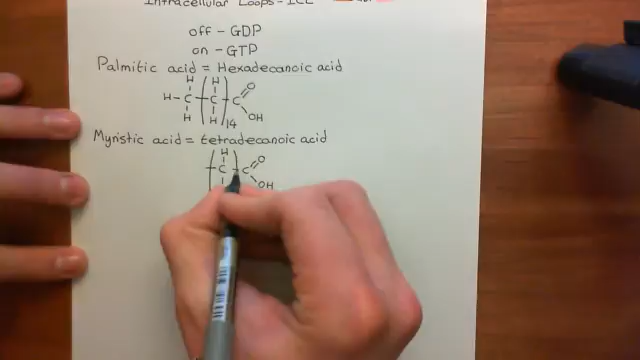 Intracellular Loops - ICL
off - GDP
on - GTP
Palmitic acid = Hexadecanoic acid
H H
H - C - C - C O
H H 14 OH
Myristic acid = tetradecanoic acid
H
C C O
OH